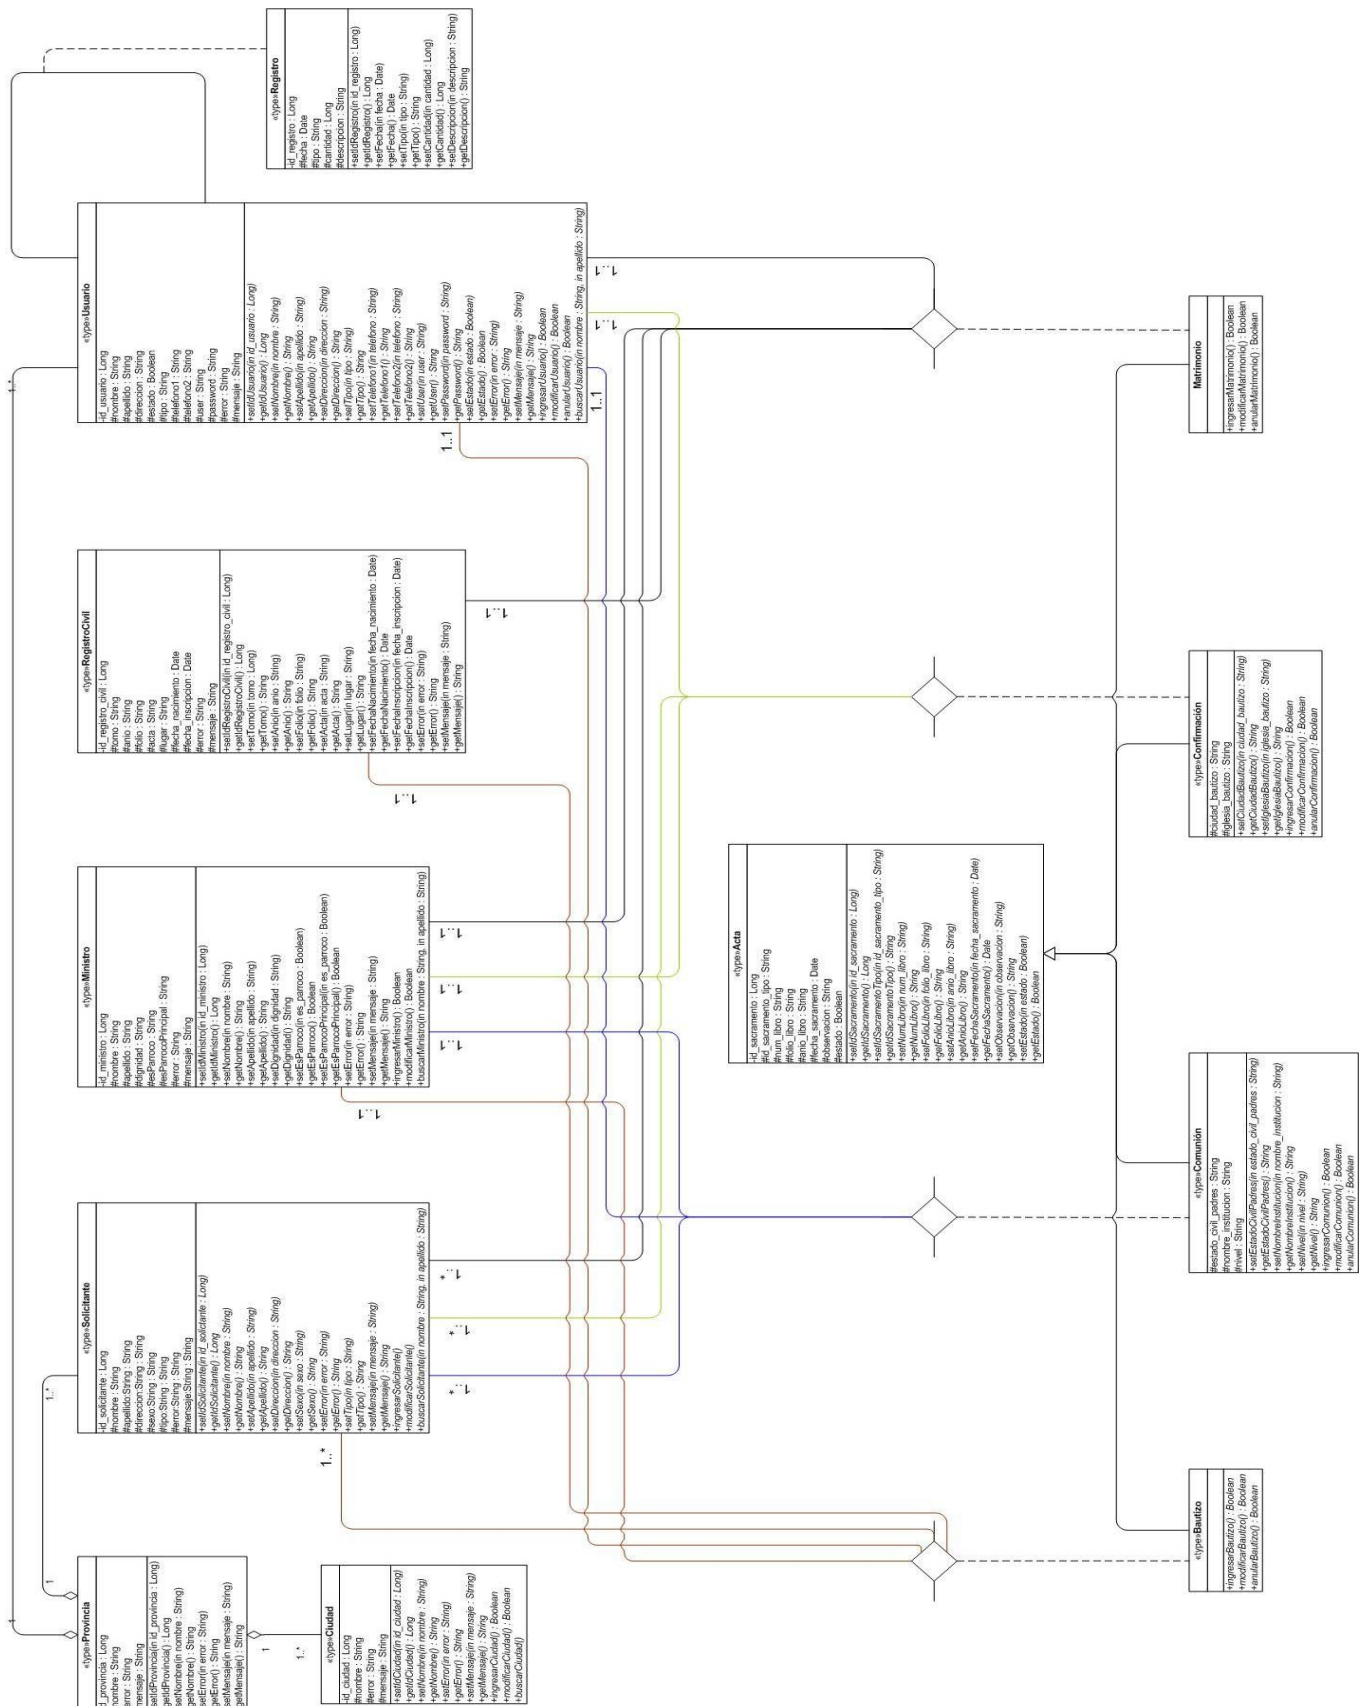 «type»Provincia
d_provincia : Long
nombre : String
error : String
mensaje : String
setIdProvincia(in id_provincia : Long)
getIdProvincia() : Long
setNombre(in nombre : String)
getNombre() : String
setError(in error : String)
getError() : String
setMensaje(in mensaje : String)
getMensaje() : String
1
1
1
1..*
1..*
1..*
«type»Ciudad
-id_ciudad : Long
#nombre : String
#error : String
#mensaje : String
+setIdCiudad(in id_ciudad : Long)
+getIdCiudad() : Long
+setNombre(in nombre : String)
+getNombre() : String
+setError(in error : String)
+getError() : String
+setMensaje(in mensaje : String)
+getMensaje() : String
+ingresarCiudad() : Boolean
+modificarCiudad() : Boolean
+buscarCiudad()
«type»Solicitante
-id_solicitante : Long
#nombre : String
#apellido:String : String
#direccion:String : String
#sexo:String : String
#tipo:String : String
#error:String : String
#mensaje:String : String
+setIdSolicitante(in id_solicitante : Long)
+getIdSolicitante() : Long
+setNombre(in nombre : String)
+getNombre() : String
+setApellido(in apellido : String)
+getApellido() : String
+setDireccion(in direccion : String)
+getDireccion() : String
+setSexo(in sexo : String)
+getSexo() : String
+setError(in error : String)
+getError() : String
+setTipo(in tipo : String)
+getTipo() : String
+setMensaje(in mensaje : String)
+getMensaje() : String
+ingresarSolicitante()
+modificarSolicitante()
+buscarSolicitante(in nombre : String, in apellido : String)
1..*
1..*
1..*
1..*
«type»Ministro
-id_ministro : Long
#nombre : String
#apellido : String
#dignidad : String
#esParroco : String
#esParrocoPrincipal : String
#error : String
#mensaje : String
+setIdMinistro(in id_ministro : Long)
+getIdMinistro() : Long
+setNombre(in nombre : String)
+getNombre() : String
+setApellido(in apellido : String)
+getApellido() : String
+setDignidad(in dignidad : String)
+getDignidad() : String
+setEsParroco(in es_parroco : Boolean)
+getEsParroco() : Boolean
+setEsParrocoPrincipal(in es_parroco : Boolean)
+getEsParrocoPrincipal() : Boolean
+setError(in error : String)
+getError() : String
+setMensaje(in mensaje : String)
+getMensaje() : String
+ingresarMinistro() : Boolean
+modificarMinistro() : Boolean
+buscarMinistro(in nombre : String, in apellido : String)
1..1
1..1
1..1
1..1
«type»RegistroCivil
-id_registro_civil : Long
#tomo : String
#anio : String
#folio : String
#acta : String
#lugar : String
#fecha_nacimiento : Date
#fecha_inscripcion : Date
#error : String
#mensaje : String
+setIdRegistroCivil(in id_registro_civil : Long)
+getIdRegistroCivil() : Long
+setTomo(in tomo : Long)
+getTomo() : String
+setAnio(in anio : String)
+getAnio() : String
+setFolio(in folio : String)
+getFolio() : String
+setActa(in acta : String)
+getActa() : String
+setLugar(in lugar : String)
+getLugar() : String
+setFechaNacimiento(in fecha_nacimiento : Date)
+getFechaNacimiento() : Date
+setFechaInscripcion(in fecha_inscripcion : Date)
+getFechaInscripcion() : Date
+setError(in error : String)
+getError() : String
+setMensaje(in mensaje : String)
+getMensaje() : String
1..1
1..1
«type»Usuario
-id_usuario : Long
#nombre : String
#apellido : String
#direccion : String
#estado : Boolean
#tipo : String
#telefono1 : String
#telefono2 : String
#user : String
#password : String
#error : String
#mensaje : String
+setIdUsuario(in id_usuario : Long)
+getIdUsuario() : Long
+setNombre(in nombre : String)
+getNombre() : String
+setApellido(in apellido : String)
+getApellido() : String
+setDireccion(in direccion : String)
+getDireccion() : String
+setTipo(in tipo : String)
+getTipo() : String
+setTelefono1(in telefono : String)
+getTelefono1() : String
+setTelefono2(in telefono : String)
+getTelefono2() : String
+setUser(in user : String)
+getUser() : String
+setPassword(in password : String)
+getPassword() : String
+setEstado(in estado : Boolean)
+getEstado() : Boolean
+setError(in error : String)
+getError() : String
+setMensaje(in mensaje : String)
+getMensaje() : String
+ingresarUsuario() : Boolean
+modificarUsuario() : Boolean
+anularUsuario() : Boolean
+buscarUsuario(in nombre : String, in apellido : String)
1..1
1..1
1..1
1..1
«type»Registro
-id_registro : Long
#fecha : Date
#tipo : String
#cantidad : Long
#descripcion : String
+setIdRegistro(in id_registro : Long)
+getIdRegistro() : Long
+setFecha(in fecha : Date)
+getFecha() : Date
+setTipo(in tipo : String)
+getTipo() : String
+setCantidad(in cantidad : Long)
+getCantidad() : Long
+setDescripcion(in descripcion : String)
+getDescripcion() : String
«type»Acta
-id_sacramento : Long
#id_sacramento_tipo : String
#num_libro : String
#folio_libro : String
#anio_libro : String
#fecha_sacramento : Date
#observacion : String
#estado : Boolean
+setIdSacramento(in id_sacramento : Long)
+getIdSacramento() : Long
+setIdSacramentoTipo(in id_sacramento_tipo : String)
+getIdSacramentoTipo() : String
+setNumLibro(in num_libro : String)
+getNumLibro() : String
+setFolioLibro(in folio_libro : String)
+getFolioLibro() : String
+setAnioLibro(in anio_libro : String)
+getAnioLibro() : String
+setFechaSacramento(in fecha_sacramento : Date)
+getFechaSacramento() : Date
+setObservacion(in observacion : String)
+getObservacion() : String
+setEstado(in estado : Boolean)
+getEstado() : Boolean
«type»Bautizo
+ingresarBautizo() : Boolean
+modificarBautizo() : Boolean
+anularBautizo() : Boolean
«type»Comunión
#estado_civil_padres : String
#nombre_institucion : String
#nivel : String
+setEstadoCivilPadres(in estado_civil_padres : String)
+getEstadoCivilPadres() : String
+setNombreInstitucion(in nombre_institucion : String)
+getNombreInstitucion() : String
+setNivel(in nivel : String)
+getNivel() : String
+ingresarComunion() : Boolean
+modificarComunion() : Boolean
+anularComunion() : Boolean
«type»Confirmación
#ciudad_bautizo : String
#iglesia_bautizo : String
+setCiudadBautizo(in ciudad_bautizo : String)
+getCiudadBautizo() : String
+setIglesiaBautizo(in iglesia_bautizo : String)
+getIglesiaBautizo() : String
+ingresarConfirmacion() : Boolean
+modificarConfirmacion() : Boolean
+anularConfirmacion() : Boolean
Matrimonio
+ingresarMatrimonio() : Boolean
+modificarMatrimonio() : Boolean
+anularMatrimonio() : Boolean